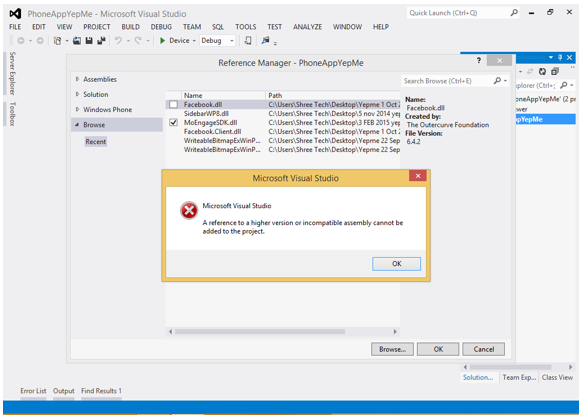 PhoneAppYepMe - Microsoft Visual Studio
Quick Launch (Ctrl+Q)
FILE EDIT VIEW PROJECT BUILD DEBUG TEAM SQL TOOLS TEST ANALYZE WINDOW HELP
Device Debug
Server Explorer
Toolbox
Reference Manager - PhoneAppYepMe
?
Assemblies
Solution
Windows Phone
Browse
Recent
Search Browse (Ctrl+E)
Name Path
Facebook.dll C:\Users\Shree Tech\Desktop\Yepme 1 Oct 2
SidebarWP8.dll C:\Users\Shree Tech\Desktop\5 nov 2014 ye
MoEngageSDK.dll C:\Users\Shree Tech\Desktop\3 FEB 2015 ye
Facebook.Client.dll C:\Users\Shree Tech\Desktop\Yepme 1 Oct 2
WriteableBitmapExWinP... C:\Users\Shree Tech\Desktop\Yepme 22 Sep
WriteableBitmapExWinP... C:\Users\Shree Tech\Desktop\Yepme 22 Sep
Name:
Facebook.dll
Created by:
The Outercurve Foundation
File Version:
6.4.2
plorer (Ctrl+;)
oneAppYepMe' (2 pr
ower
pYepMe
Microsoft Visual Studio
Microsoft Visual Studio
A reference to a higher version or incompatible assembly cannot be
added to the project.
OK
Browse... OK Cancel
Solution... Team Exp... Class View
Error List Output Find Results 1